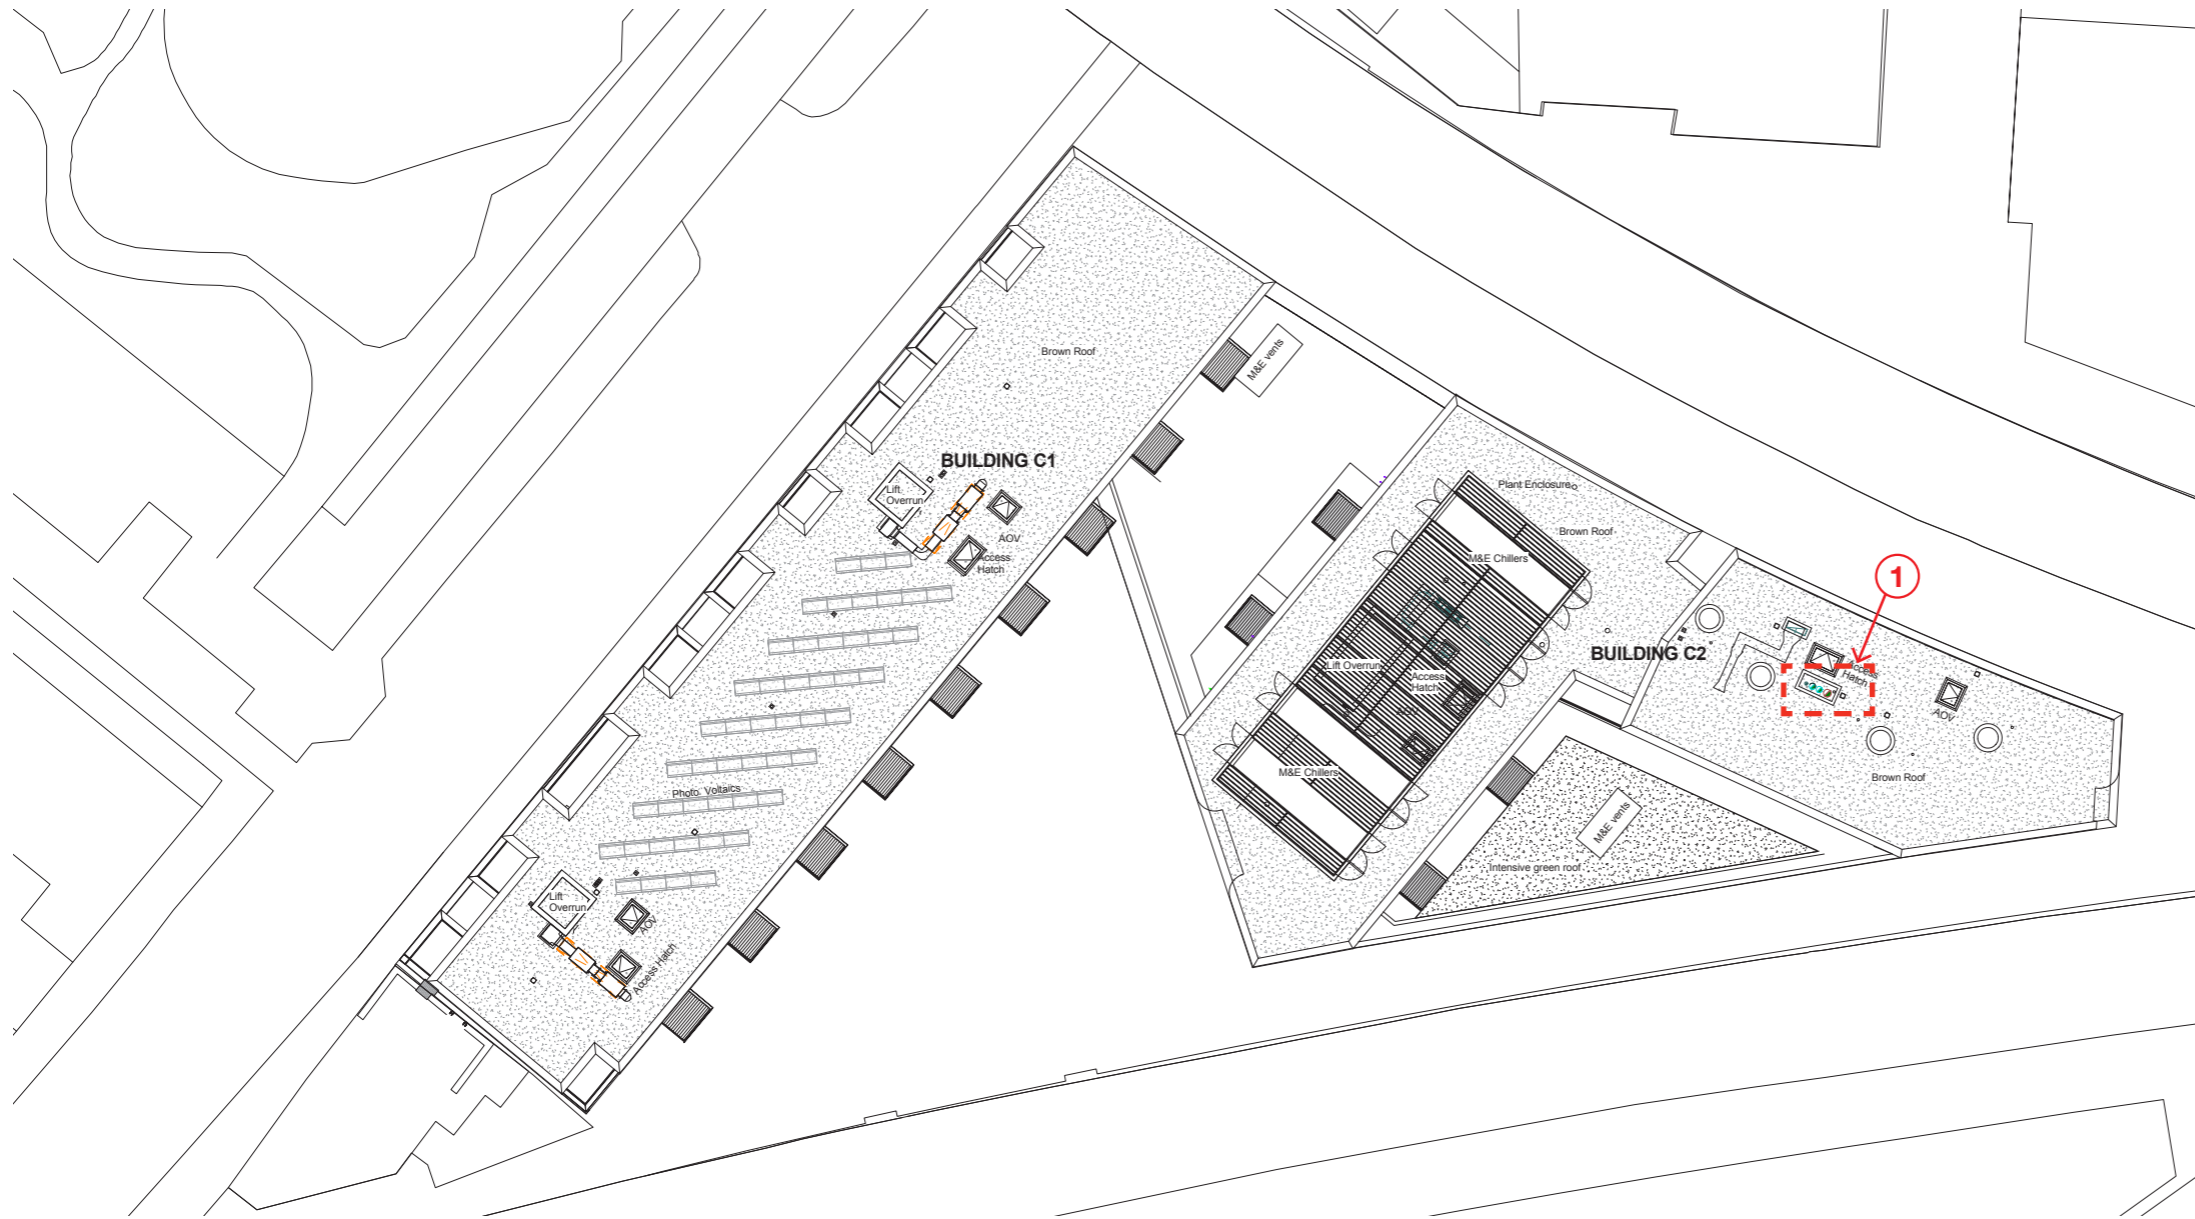 Brown Roof
M&E vents
BUILDING C1
Lift
Overrun
AOV
Access
Hatch
Photo Voltaics
Lift
Overrun
AOV
Access Hatch
Plant Enclosure
Brown Roof
M&E Chillers
Lift Overrun
Access
Hatch
M&E Chillers
BUILDING C2
1
Access
Hatch
AOV
Brown Roof
M&E vents
Intensive green roof